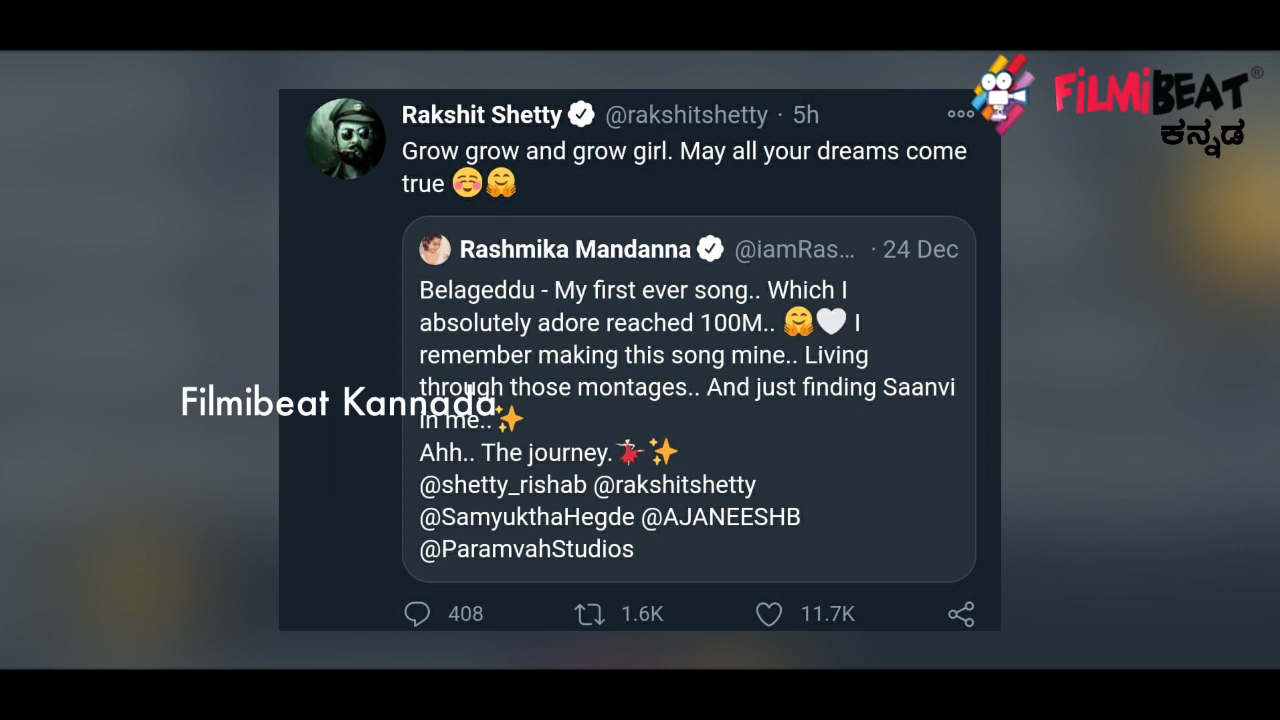 FiLMiBEAT®
ಕನ್ನಡ
Rakshit Shetty @rakshitshetty · 5h
Grow grow and grow girl. May all your dreams come
true ☺️🤗
Rashmika Mandanna @iamRas... · 24 Dec
Belageddu - My first ever song.. Which I
absolutely adore reached 100M.. 🤗🤍 I
remember making this song mine.. Living
through those montages.. And just finding Saanvi
in me..✨
Ahh.. The journey.💃✨
@shetty_rishab @rakshitshetty
@SamyukthaHegde @AJANEESHB
@ParamvahStudios
408 1.6K 11.7K
Filmibeat Kannada